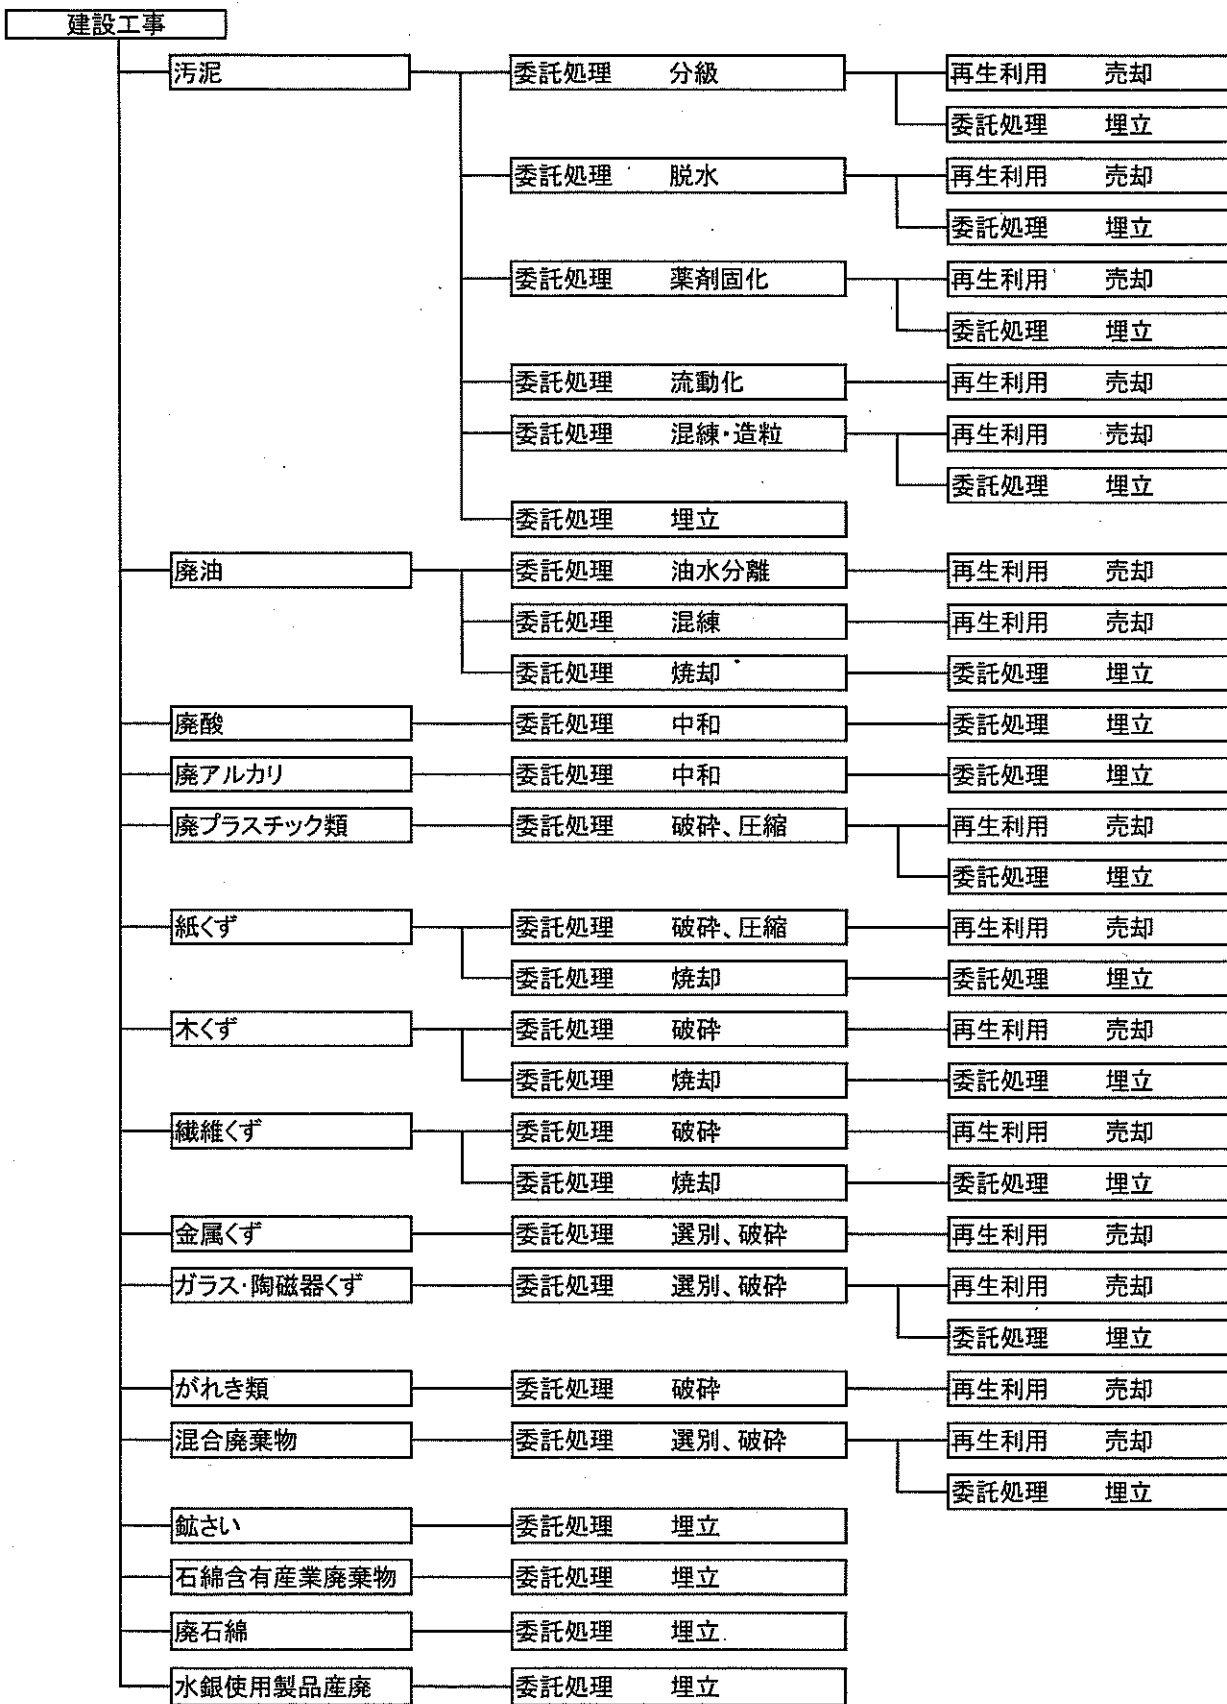 建設工事
汚泥 委託処理 分級 再生利用 売却
委託処理 埋立
委託処理 脱水 再生利用 売却
委託処理 埋立
委託処理 薬剤固化 再生利用 売却
委託処理 埋立
委託処理 流動化 再生利用 売却
委託処理 混練・造粒 再生利用 売却
委託処理 埋立
委託処理 埋立
廃油 委託処理 油水分離 再生利用 売却
委託処理 混練 再生利用 売却
委託処理 焼却 委託処理 埋立
廃酸 委託処理 中和 委託処理 埋立
廃アルカリ 委託処理 中和 委託処理 埋立
廃プラスチック類 委託処理 破砕、圧縮 再生利用 売却
委託処理 埋立
紙くず 委託処理 破砕、圧縮 再生利用 売却
委託処理 焼却 委託処理 埋立
木くず 委託処理 破砕 再生利用 売却
委託処理 焼却 委託処理 埋立
繊維くず 委託処理 破砕 再生利用 売却
委託処理 焼却 委託処理 埋立
金属くず 委託処理 選別、破砕 再生利用 売却
ガラス・陶磁器くず 委託処理 選別、破砕 再生利用 売却
委託処理 埋立
がれき類 委託処理 破砕 再生利用 売却
混合廃棄物 委託処理 選別、破砕 再生利用 売却
委託処理 埋立
鉱さい 委託処理 埋立
石綿含有産業廃棄物 委託処理 埋立
廃石綿 委託処理 埋立
水銀使用製品産廃 委託処理 埋立